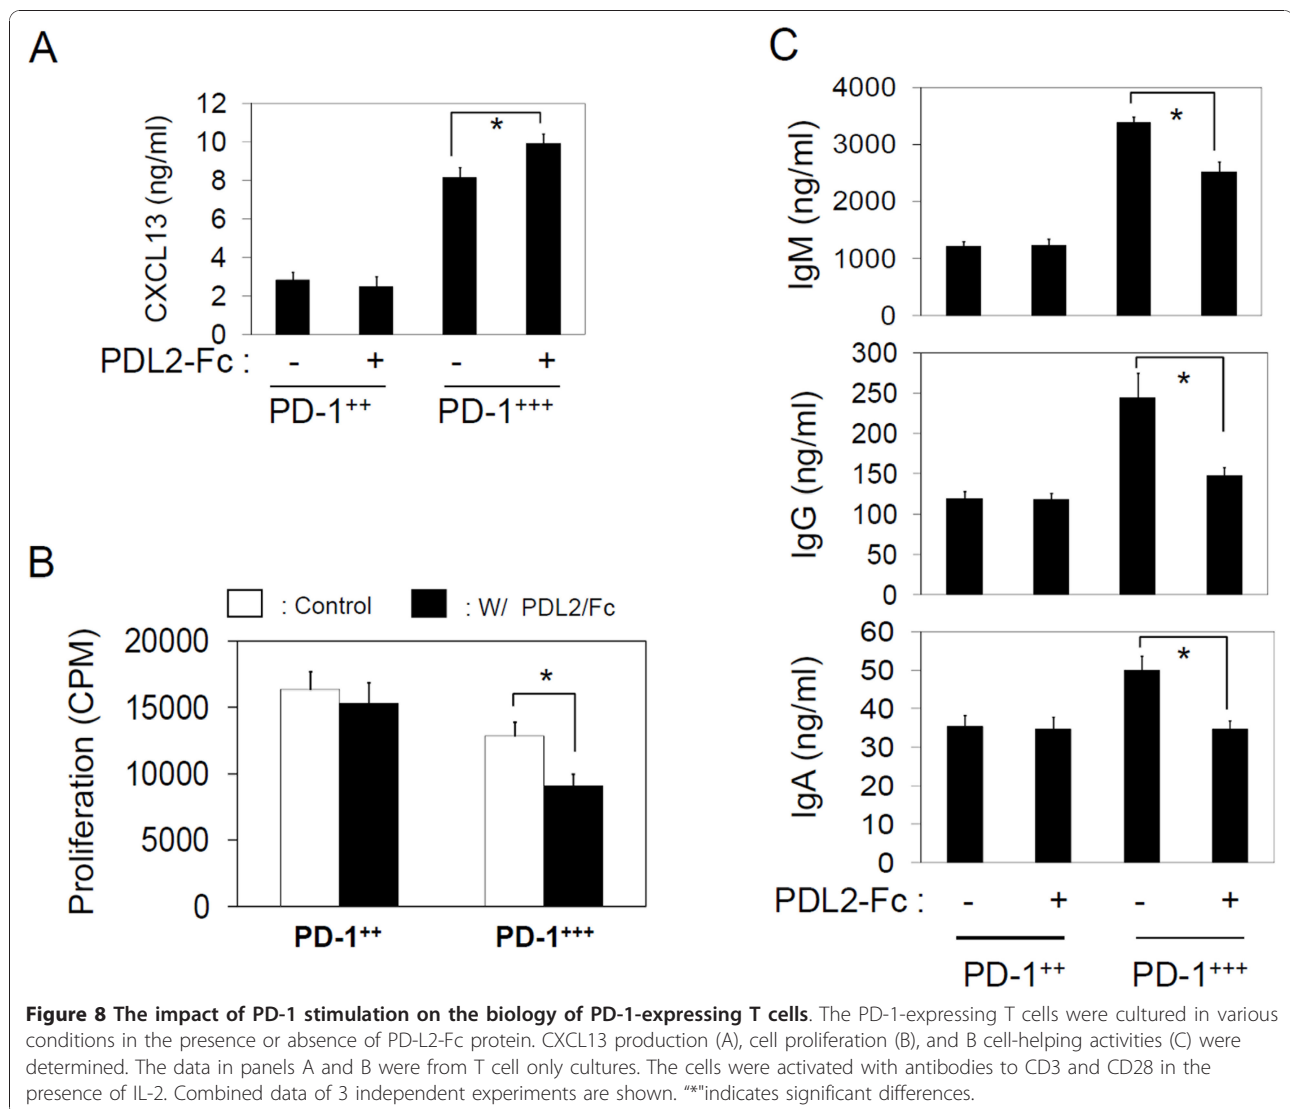 A
CXCL13 (ng/ml)
12
10
8
6
4
2
0
*
PDL2-Fc : - + - +
PD-1++ PD-1+++
B
: Control : W/ PDL2/Fc
Proliferation (CPM)
20000
15000
10000
5000
0
*
PD-1++ PD-1+++
C
IgM (ng/ml)
4000
3000
2000
1000
0
*
IgG (ng/ml)
300
250
200
150
100
50
0
*
IgA (ng/ml)
60
50
40
30
20
10
0
*
PDL2-Fc : - + - +
PD-1++ PD-1+++
Figure 8 The impact of PD-1 stimulation on the biology of PD-1-expressing T cells. The PD-1-expressing T cells were cultured in various
conditions in the presence or absence of PD-L2-Fc protein. CXCL13 production (A), cell proliferation (B), and B cell-helping activities (C) were
determined. The data in panels A and B were from T cell only cultures. The cells were activated with antibodies to CD3 and CD28 in the
presence of IL-2. Combined data of 3 independent experiments are shown. “*"indicates significant differences.